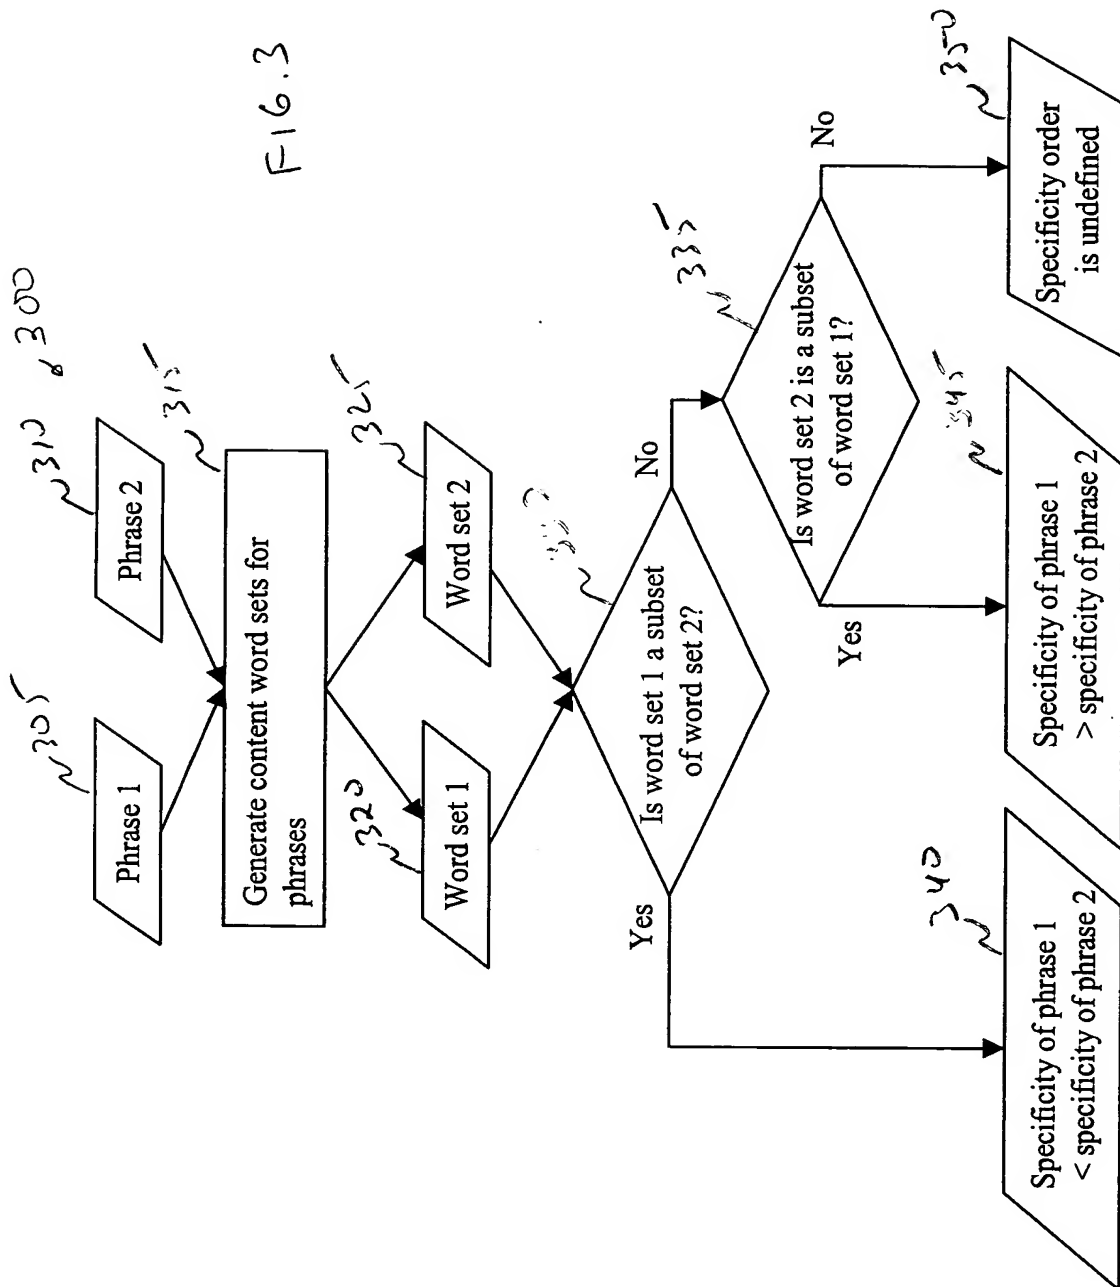 FIG.3
300
305
310
Phrase 1
Phrase 2
315
Generate content word sets for
phrases
320
325
Word set 1
Word set 2
330
Is word set 1 a subset
of word set 2?
Yes
No
335
Is word set 2 is a subset
of word set 1?
Yes
No
340
Specificity of phrase 1
< specificity of phrase 2
345
Specificity of phrase 1
> specificity of phrase 2
350
Specificity order
is undefined